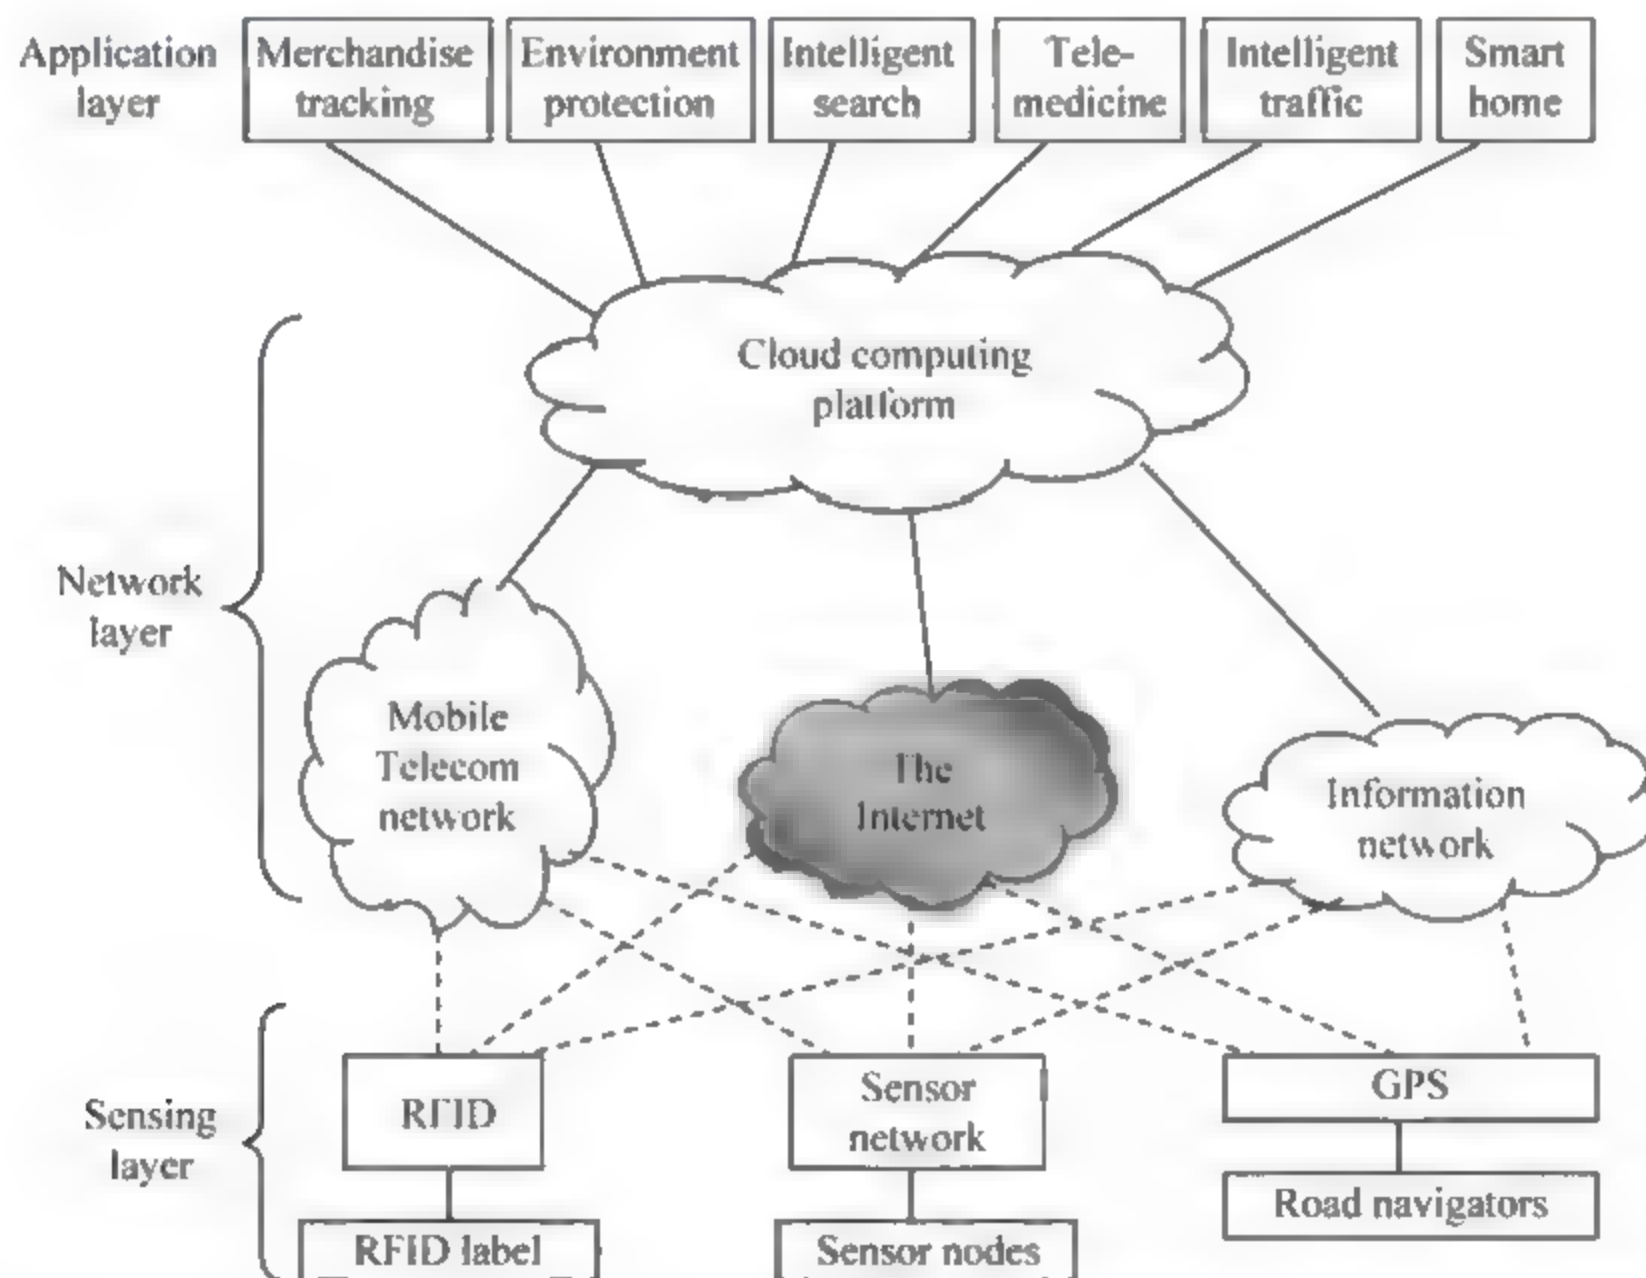 Application
layer
Merchandise
tracking
Environment
protection
Intelligent
search
Tele-
medicine
Intelligent
traffic
Smart
home
Cloud computing
platform
Network
layer
Mobile
Telecom
network
The
Internet
Information
network
Sensing
layer
RFID
Sensor
network
GPS
Road navigators
RFID label
Sensor nodes